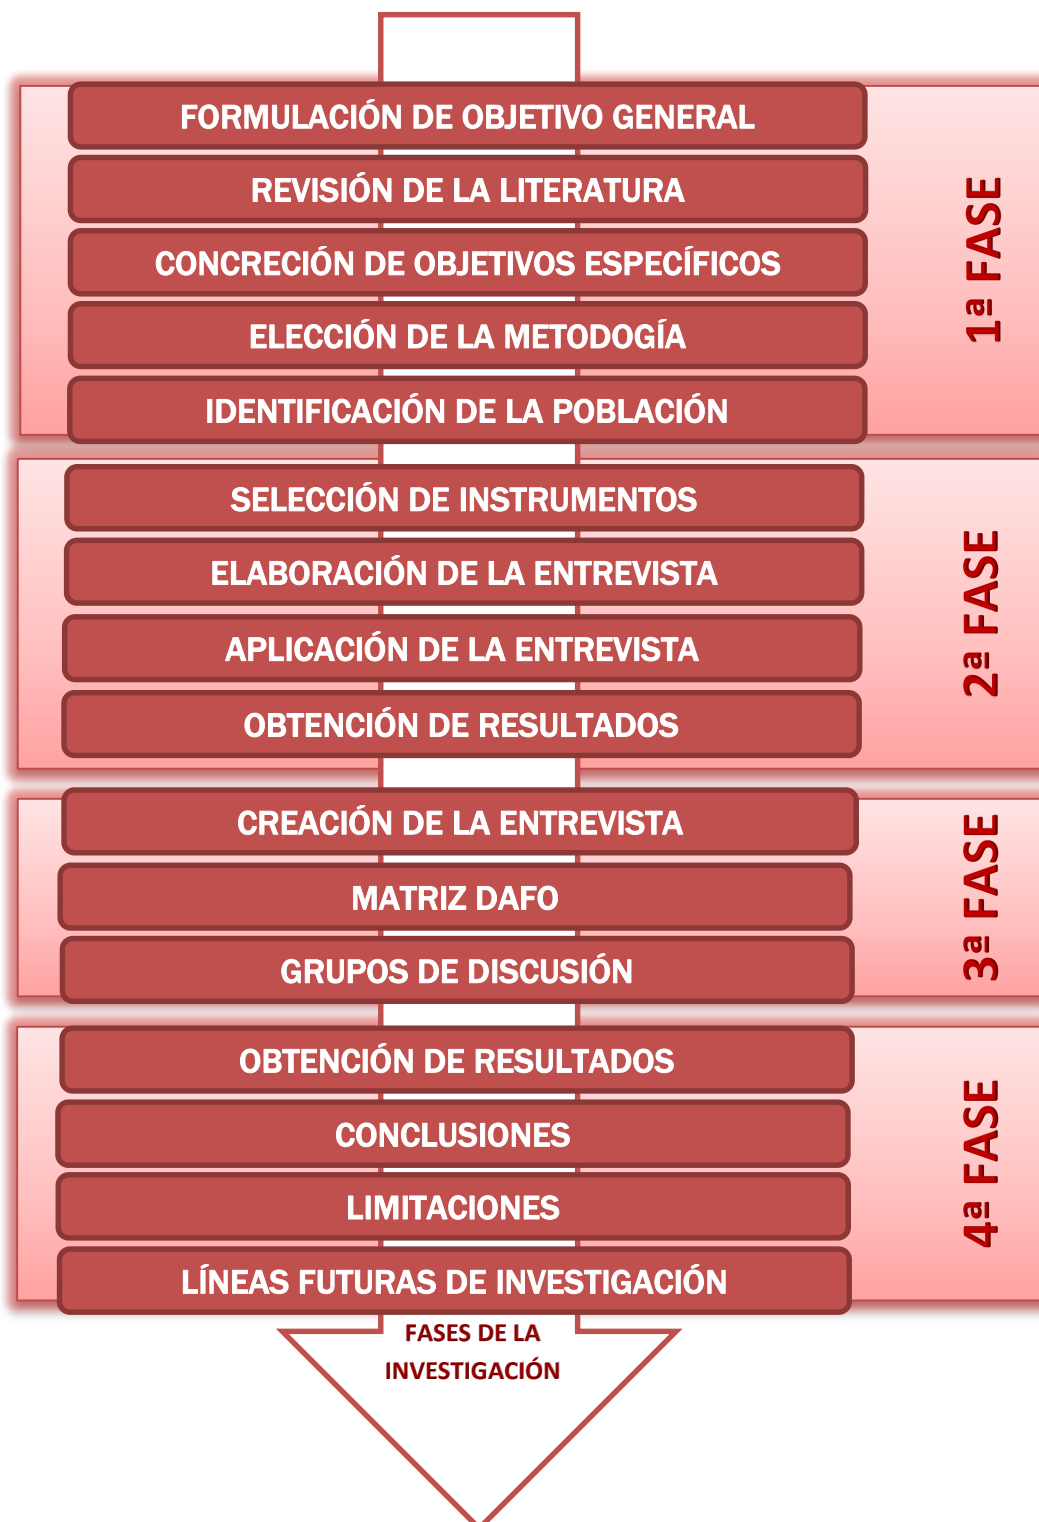 FORMULACIÓN DE OBJETIVO GENERAL
REVISIÓN DE LA LITERATURA
CONCRECIÓN DE OBJETIVOS ESPECÍFICOS
ELECCIÓN DE LA METODOGÍA
IDENTIFICACIÓN DE LA POBLACIÓN
1ª FASE
SELECCIÓN DE INSTRUMENTOS
ELABORACIÓN DE LA ENTREVISTA
APLICACIÓN DE LA ENTREVISTA
OBTENCIÓN DE RESULTADOS
2ª FASE
CREACIÓN DE LA ENTREVISTA
MATRIZ DAFO
GRUPOS DE DISCUSIÓN
3ª FASE
OBTENCIÓN DE RESULTADOS
CONCLUSIONES
LIMITACIONES
LÍNEAS FUTURAS DE INVESTIGACIÓN
4ª FASE
FASES DE LA
INVESTIGACIÓN